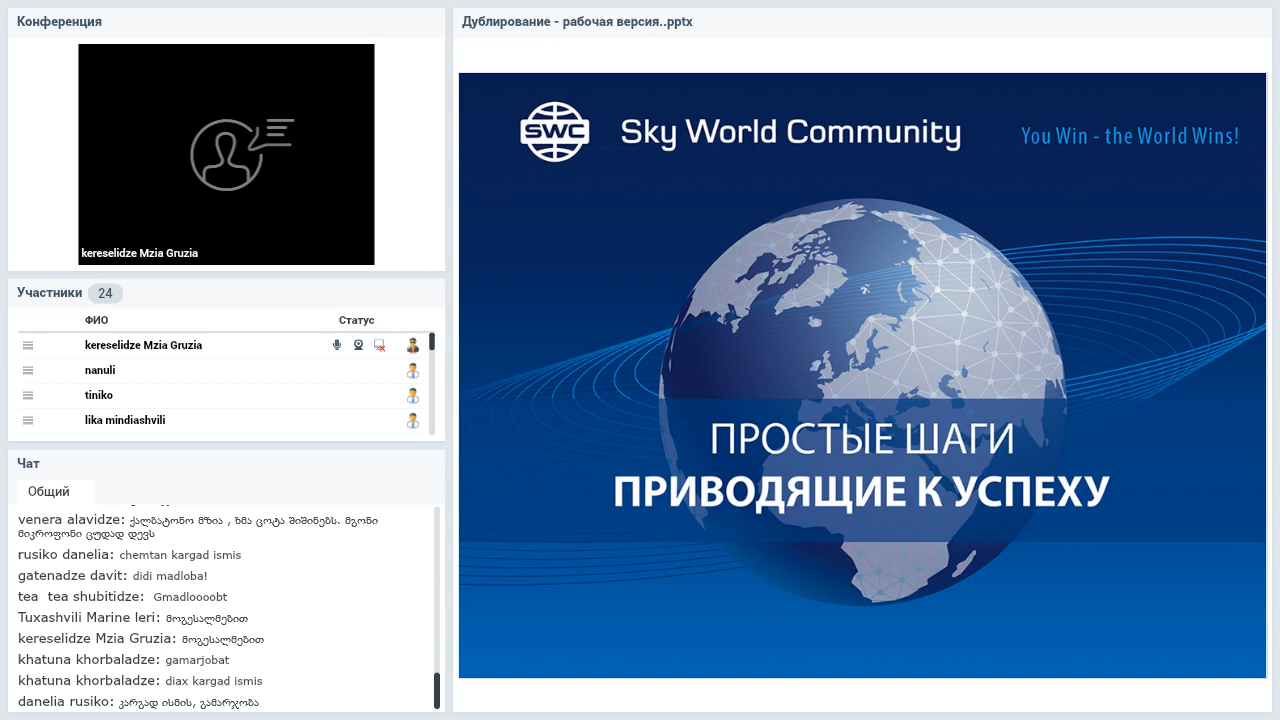 Конференция
kereselidze Mzia Gruzia
Участники 24
ФИО Статус
kereselidze Mzia Gruzia
nanuli
tiniko
lika mindiashvili
Чат
Общий
venera alavidze: ქალბატონო მზია , ხმა ცოტა შიშინებს. მგონი
მიკროფონი ცუდად დევს
rusiko danelia: chemtan kargad ismis
gatenadze davit: didi madloba!
tea tea shubitidze: Gmadloooobt
Tuxashvili Marine leri: მოგესალმებით
kereselidze Mzia Gruzia: მოგესალმებით
khatuna khorbaladze: gamarjobat
khatuna khorbaladze: diax kargad ismis
danelia rusiko: კარგად ისმის, გამარჯობა
Дублирование - рабочая версия..pptx
SWC Sky World Community
You Win - the World Wins!
ПРОСТЫЕ ШАГИ
ПРИВОДЯЩИЕ К УСПЕХУ